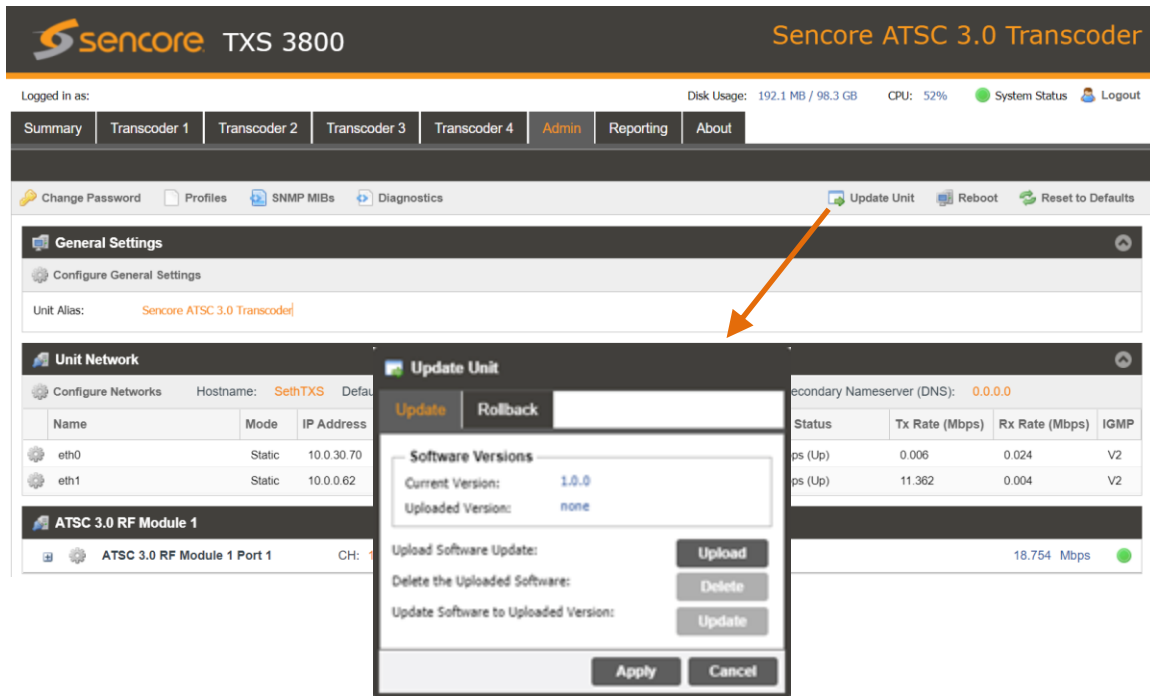 sencore TXS 3800
Sencore ATSC 3.0 Transcoder
Logged in as:
Disk Usage: 192.1 MB / 98.3 GB CPU: 52% System Status Logout
Summary Transcoder 1 Transcoder 2 Transcoder 3 Transcoder 4 Admin Reporting About
Change Password Profiles SNMP MIBs Diagnostics Update Unit Reboot Reset to Defaults
General Settings
Configure General Settings
Unit Alias: Sencore ATSC 3.0 Transcoder
Unit Network
Configure Networks Hostname: SethTXS Defau
econdary Nameserver (DNS): 0.0.0.0
Name Mode IP Address Status Tx Rate (Mbps) Rx Rate (Mbps) IGMP
eth0 Static 10.0.30.70 ps (Up) 0.006 0.024 V2
eth1 Static 10.0.0.62 ps (Up) 11.362 0.004 V2
ATSC 3.0 RF Module 1
ATSC 3.0 RF Module 1 Port 1 CH: 18.754 Mbps
Update Unit
Update Rollback
Software Versions
Current Version: 1.0.0
Uploaded Version: none
Upload Software Update: Upload
Delete the Uploaded Software: Delete
Update Software to Uploaded Version: Update
Apply Cancel